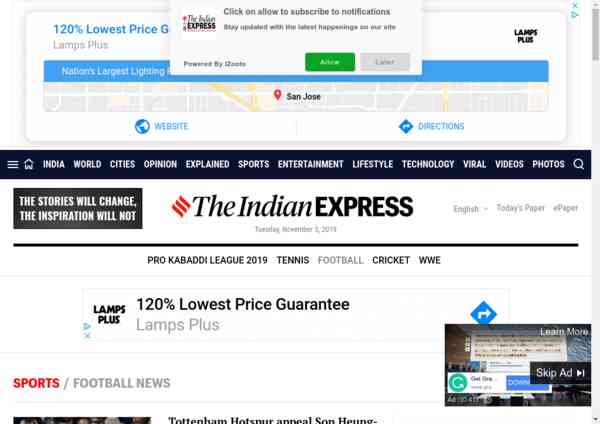 Click on allow to subscribe to notifications
Stay updated with the latest happenings on our site
Powered By iZooto
Allow
Later
120% Lowest Price G
Lamps Plus
LAMPS
PLUS
Nation's Largest Lighting R
San Jose
WEBSITE
DIRECTIONS
INDIA WORLD CITIES OPINION EXPLAINED SPORTS ENTERTAINMENT LIFESTYLE TECHNOLOGY VIRAL VIDEOS PHOTOS
THE STORIES WILL CHANGE,
THE INSPIRATION WILL NOT
The Indian EXPRESS
Tuesday, November 5, 2019
English
Today's Paper
ePaper
PRO KABADDI LEAGUE 2019 TENNIS FOOTBALL CRICKET WWE
LAMPS
PLUS
120% Lowest Price Guarantee
Lamps Plus
Learn More
Skip Ad
Get Gra...
Ad (0:41)
SPORTS / FOOTBALL NEWS
Tottenham Hotspur appeal Son Heung-